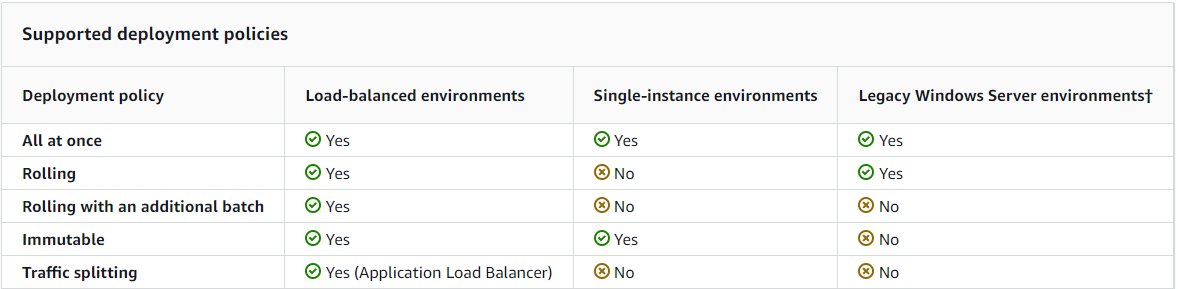 Supported deployment policies
Deployment policy Load-balanced environments Single-instance environments Legacy Windows Server environments†
All at once Yes Yes Yes
Rolling Yes No Yes
Rolling with an additional batch Yes No No
Immutable Yes Yes No
Traffic splitting Yes (Application Load Balancer) No No